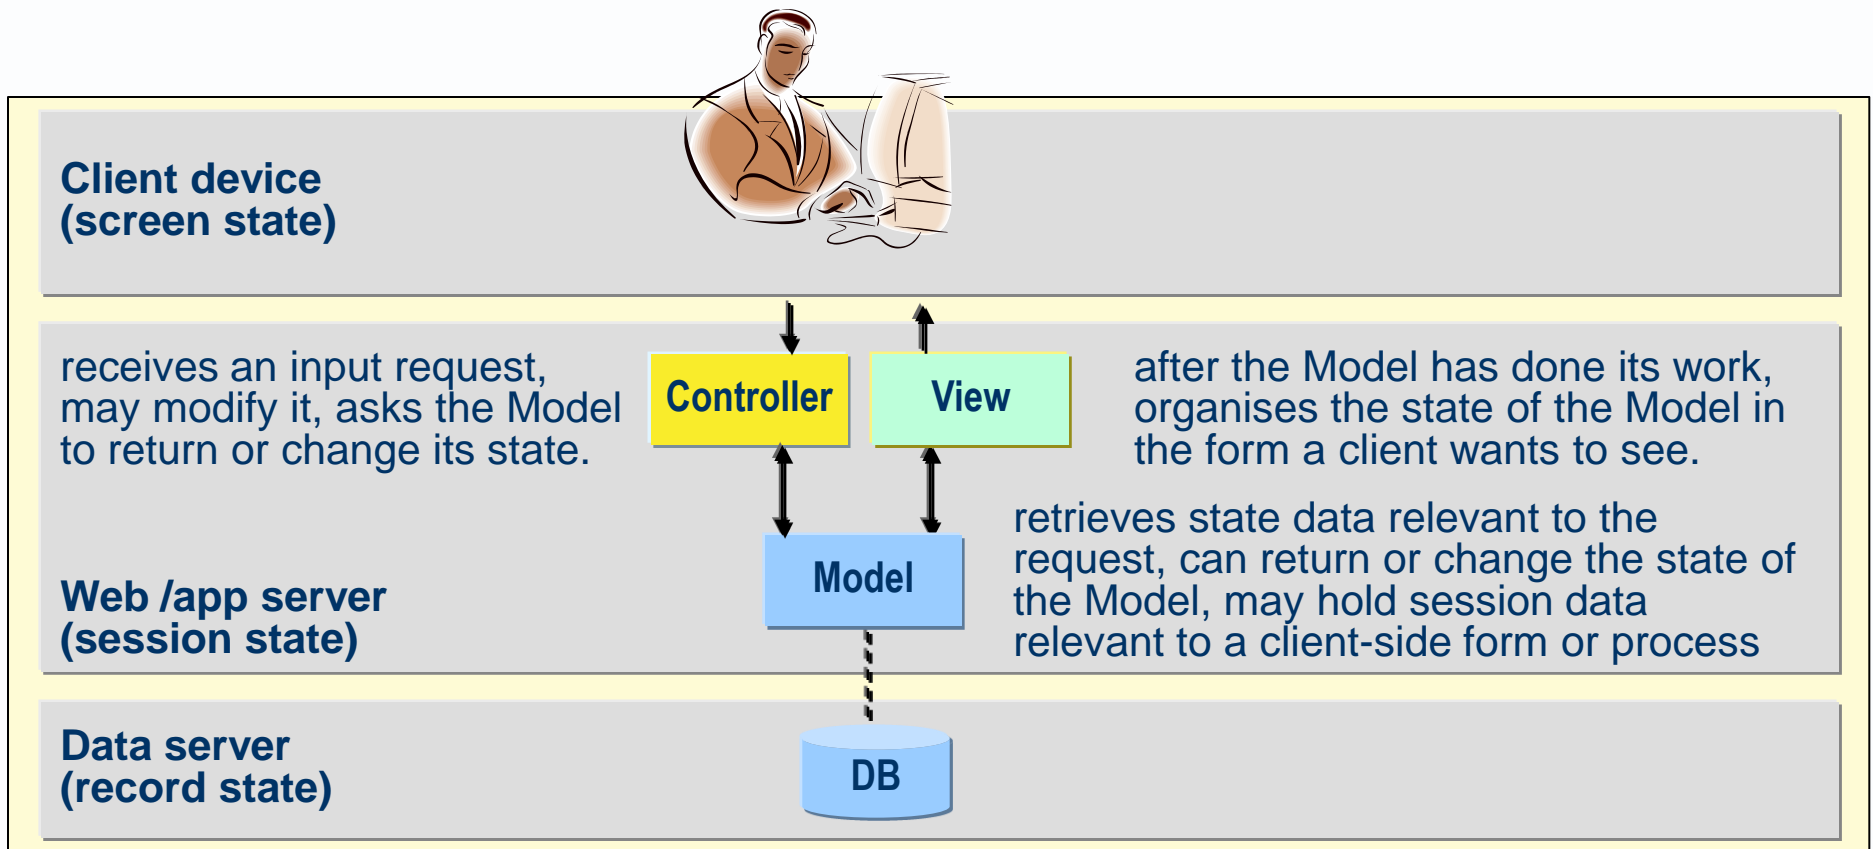 Client device
(screen state)
receives an input request,
may modify it, asks the Model
to return or change its state.
Controller
View
after the Model has done its work,
organises the state of the Model in
the form a client wants to see.
Model
retrieves state data relevant to the
request, can return or change the state of
the Model, may hold session data
relevant to a client-side form or process
Web /app server
(session state)
Data server
(record state)
DB